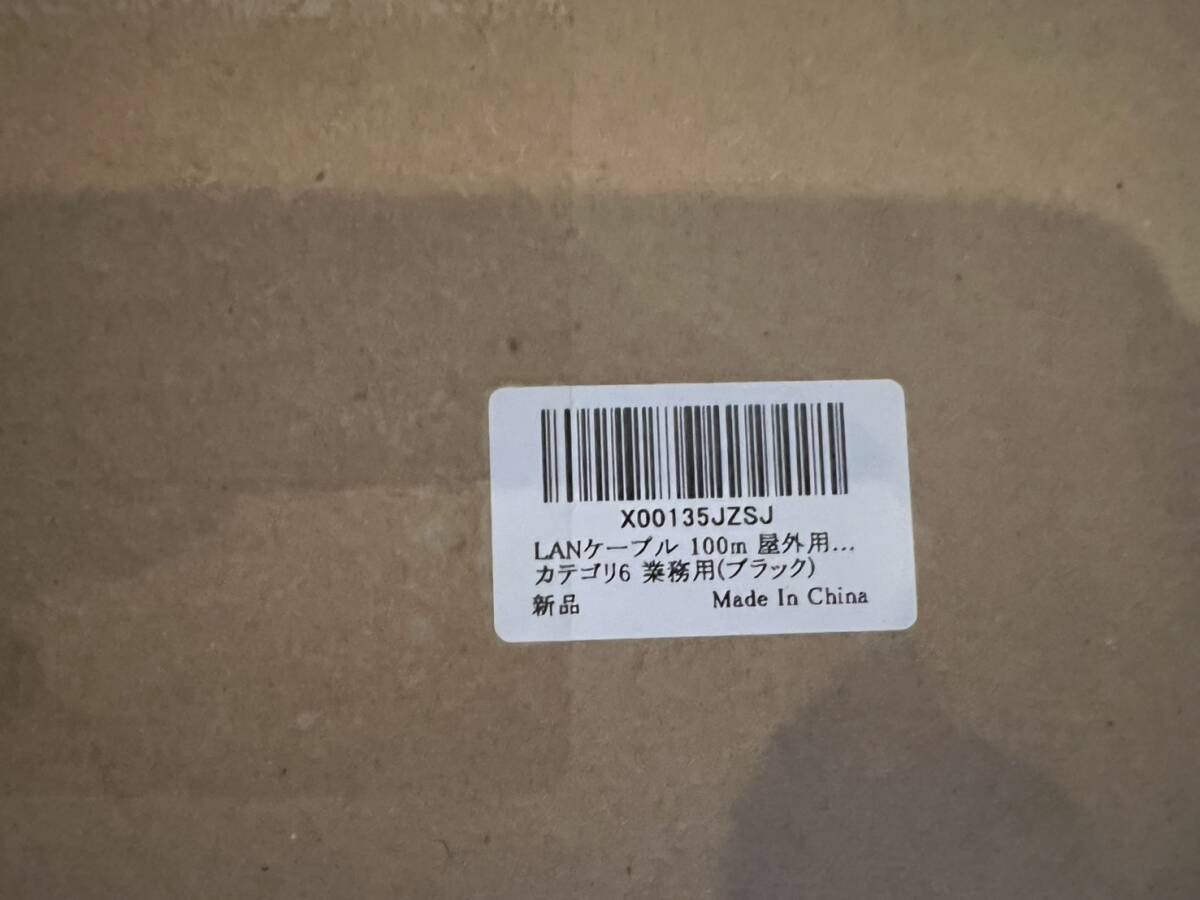 X00135JZSJ
LANケーブル 100m 屋外用...
カテゴリ6 業務用(ブラック)
新品 Made In China